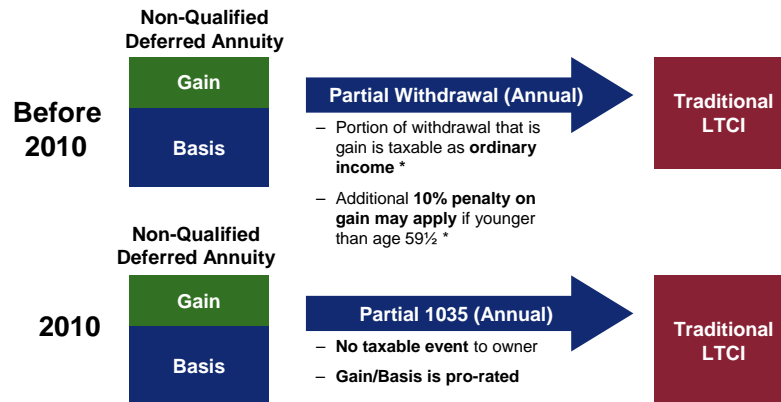 Non-Qualified
Deferred Annuity
Before
2010
Gain
Basis
Partial Withdrawal (Annual)
– Portion of withdrawal that is
gain is taxable as ordinary
income *
– Additional 10% penalty on
gain may apply if younger
than age 59½ *
Traditional
LTCI
Non-Qualified
Deferred Annuity
2010
Gain
Basis
Partial 1035 (Annual)
– No taxable event to owner
– Gain/Basis is pro-rated
Traditional
LTCI